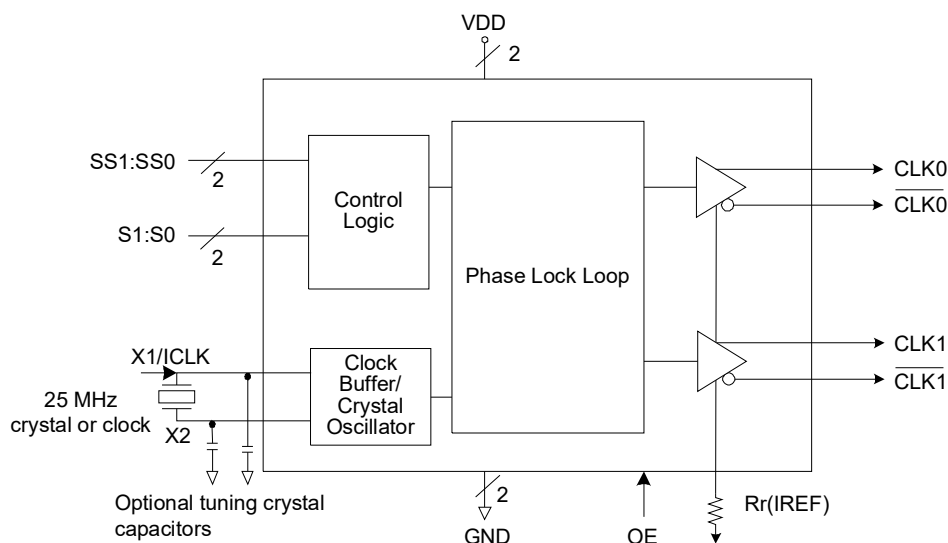 VDD
2
SS1:SS0
2
S1:S0
2
Control
Logic
Phase Lock Loop
CLK0
CLK0
CLK1
CLK1
X1/ICLK
25 MHz
crystal or clock
X2
Clock
Buffer/
Crystal
Oscillator
Optional tuning crystal
capacitors
2
GND
OE
Rr(IREF)